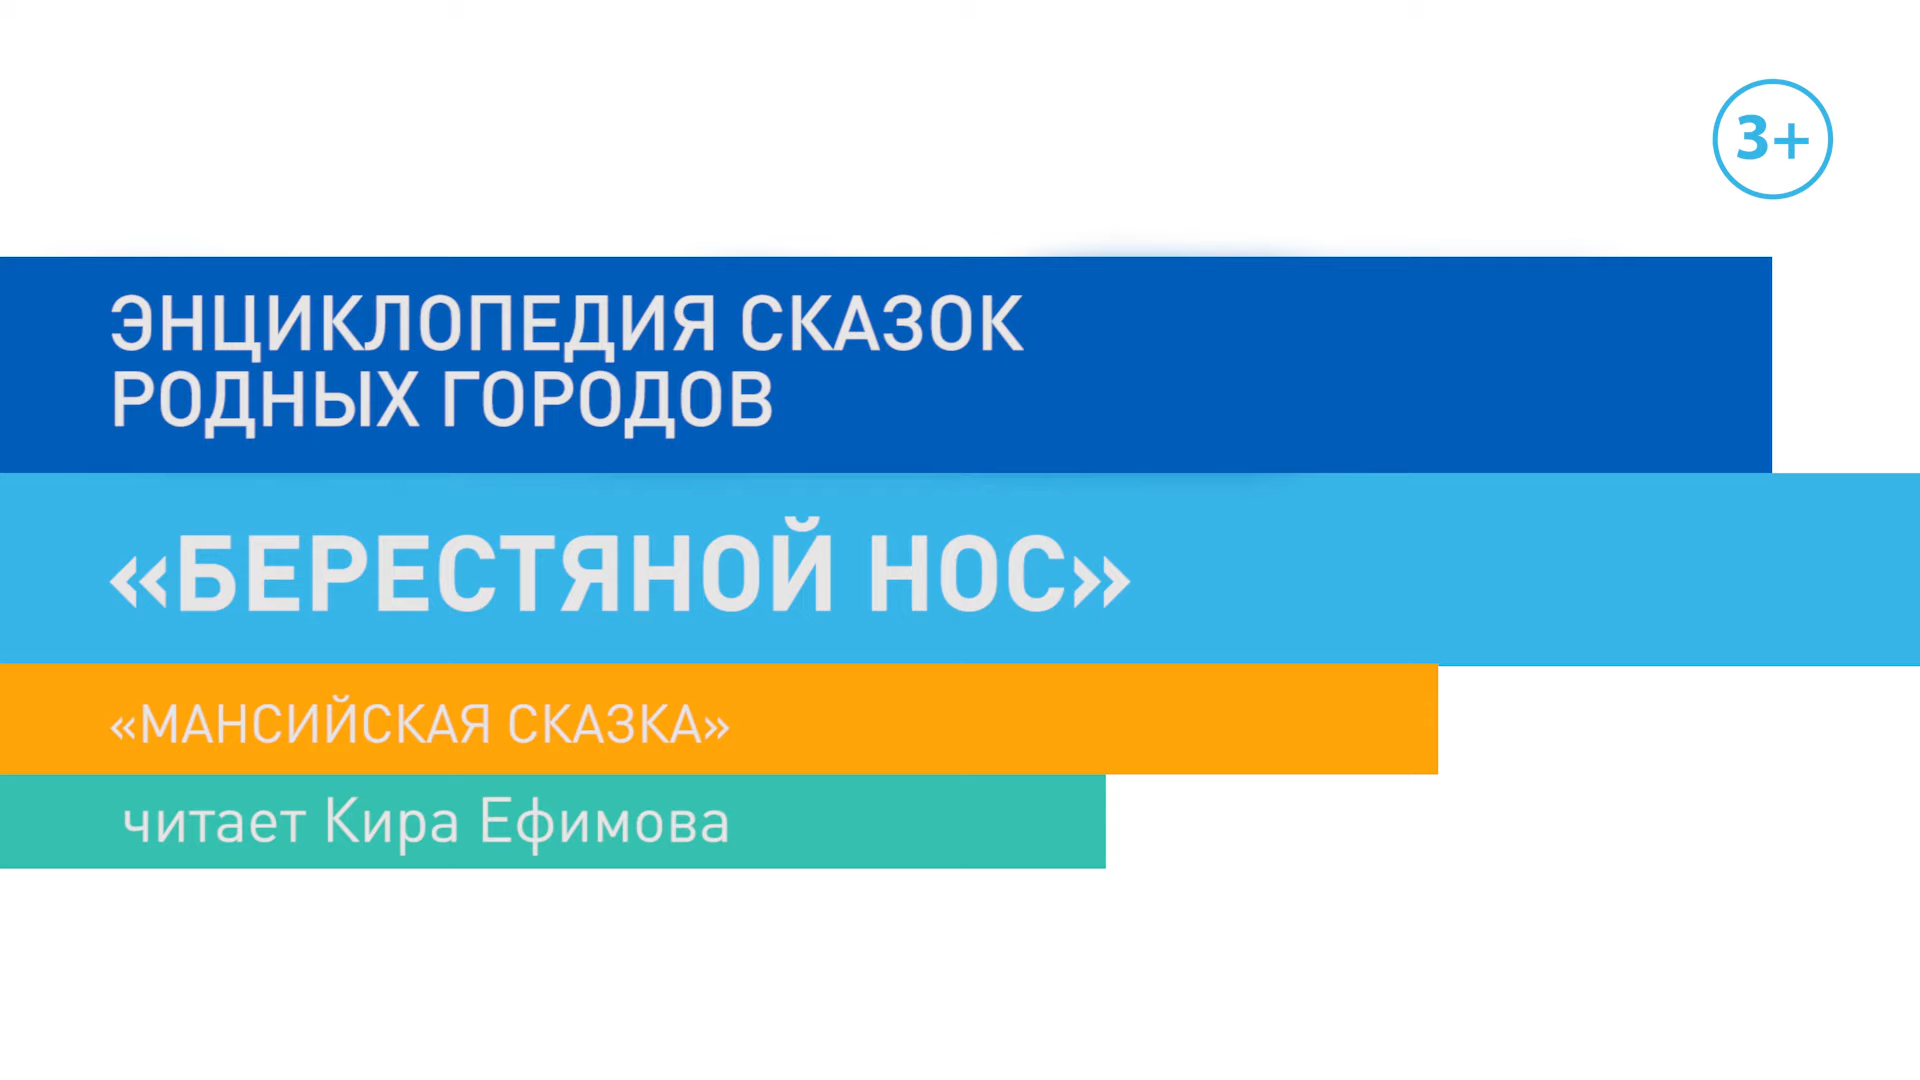 3+
ЭНЦИКЛОПЕДИЯ СКАЗОК
РОДНЫХ ГОРОДОВ
«БЕРЕСТЯНОЙ НОС»
«МАНСИЙСКАЯ СКАЗКА»
читает Кира Ефимова